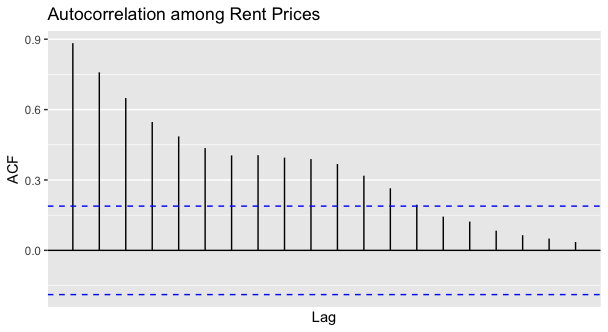 Autocorrelation among Rent Prices
0.9
0.6
0.3
0.0
ACF
Lag